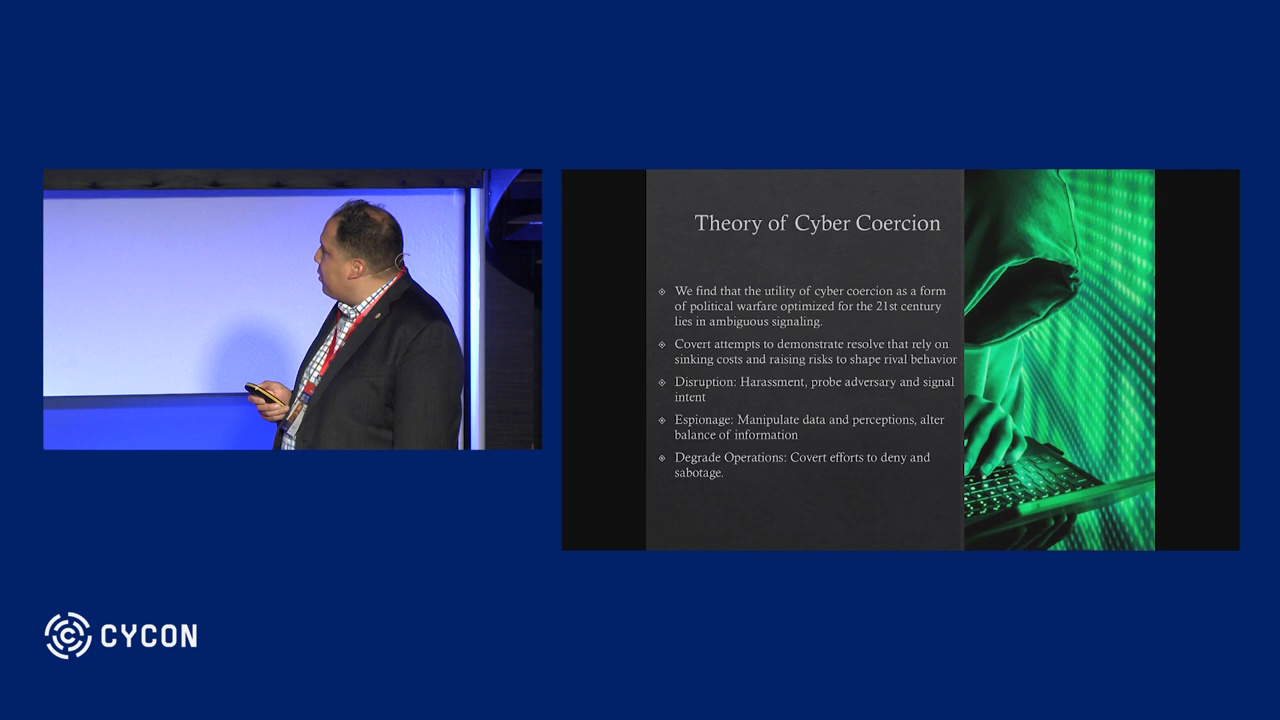 Theory of Cyber Coercion
We find that the utility of cyber coercion as a form
of political warfare optimized for the 21st century
lies in ambiguous signaling.
Covert attempts to demonstrate resolve that rely on
sinking costs and raising risks to shape rival behavior
Disruption: Harassment, probe adversary and signal
intent
Espionage: Manipulate data and perceptions, alter
balance of information
Degrade Operations: Covert efforts to deny and
sabotage.
CYCON